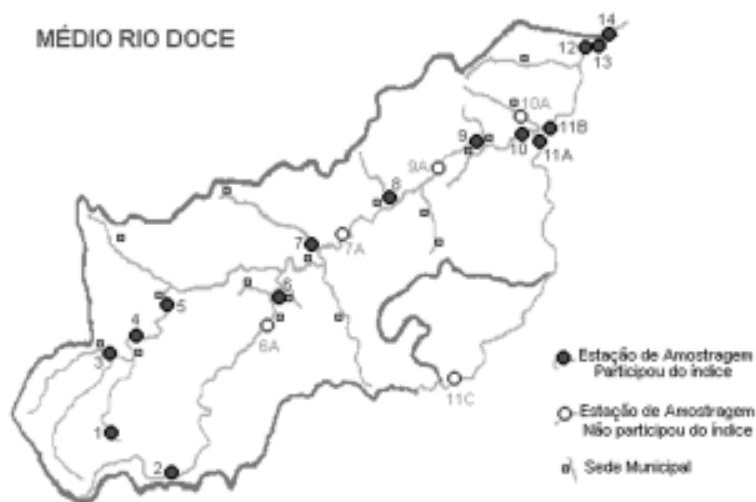 MÉDIO RIO DOCE
14
12
13
10A
11B
9
10
11A
9A
8
7
7A
6
5
4
6A
3
11C
1
2
Estação de Amostragem
Participou do índice
Estação de Amostragem
Não participou do índice
Sede Municipal